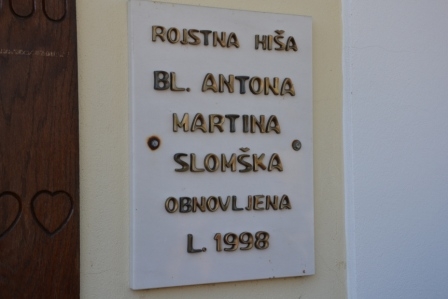 ROJSTNA HIŠA
BL. ANTONA
MARTINA
SLOMŠKA
OBNOVLJENA
L. 1998